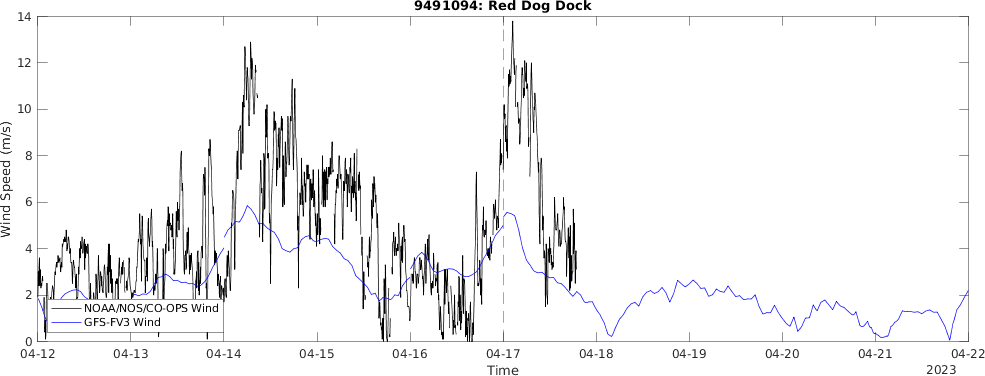 9491094: Red Dog Dock
14
12
10
8
6
4
2
0
Wind Speed (m/s)
NOAA/NOS/CO-OPS Wind
GFS-FV3 Wind
04-12 04-13 04-14 04-15 04-16 04-17 04-18 04-19 04-20 04-21 04-22
Time
2023